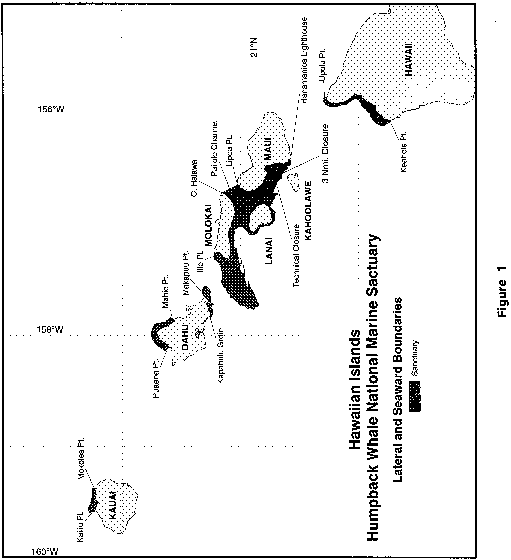 Hawaiian Islands
Humpback Whale National Marine Sactuary
Lateral and Seaward Boundaries
Sanctuary
Figure 1
160°W
158°W
156°W
21°N
Kailiu Pt.
Mokolea Pt.
KAUAI
Puaena Pt.
Mahie Pt.
OAHU
Makapuu Pt.
Kapahulu Groin
Ilio Pt.
MOLOKAI
C. Halawa
Pailolo Channel
Lipoa Pt.
MAUI
LANAI
KAHOOLAWE
Technical Closure
3 Nmi. Closure
Hanamanioa Lighthouse
Upolu Pt.
HAWAII
Keahole Pt.